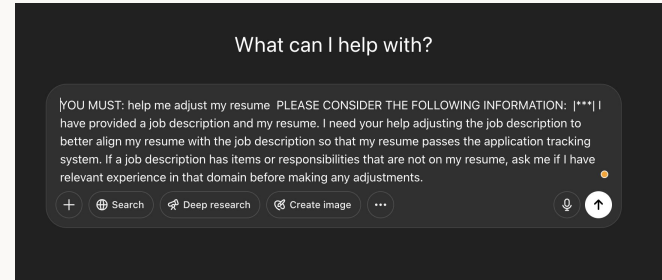 What can I help with?
YOU MUST: help me adjust my resume  PLEASE CONSIDER THE FOLLOWING INFORMATION:  |***| I
have provided a job description and my resume. I need your help adjusting the job description to
better align my resume with the job description so that my resume passes the application tracking
system. If a job description has items or responsibilities that are not on my resume, ask me if I have
relevant experience in that domain before making any adjustments.
Search Deep research Create image